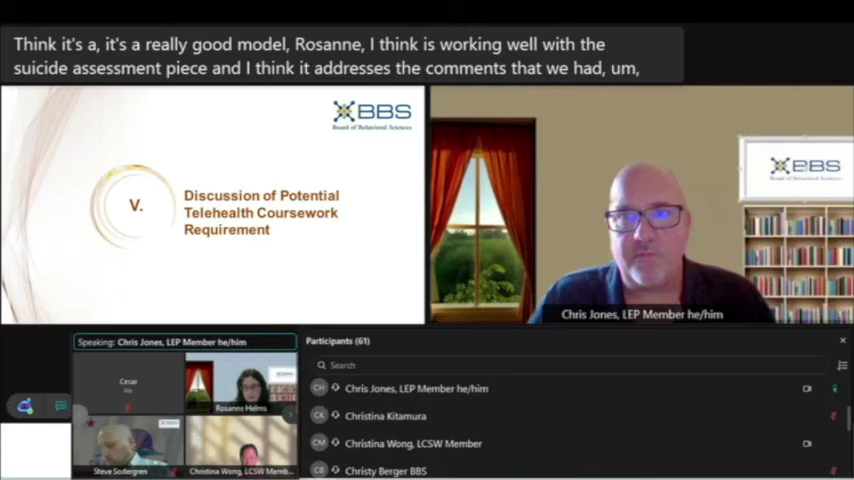 Think it's a, it's a really good model, Rosanne, I think is working well with the
suicide assessment piece and I think it addresses the comments that we had, um,
BBS
Board of Behavioral Sciences
V.
Discussion of Potential
Telehealth Coursework
Requirement
BBS
Board of Behavioral Sciences
Chris Jones, LEP Member he/him
Speaking: Chris Jones, LEP Member he/him
Cesar
Me
Rosanne Helms
Steve Sodergren
Christina Wong, LCSW Memb...
Participants (61)
Search
CH Chris Jones, LEP Member he/him
CK Christina Kitamura
CM Christina Wong, LCSW Member
CB Christy Berger BBS